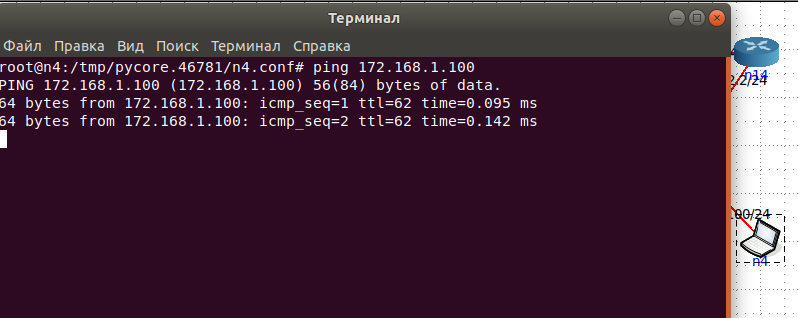 Терминал
Файл Правка Вид Поиск Терминал Справка
root@n4:/tmp/pycore.46781/n4.conf# ping 172.168.1.100
PING 172.168.1.100 (172.168.1.100) 56(84) bytes of data.
64 bytes from 172.168.1.100: icmp_seq=1 ttl=62 time=0.095 ms
64 bytes from 172.168.1.100: icmp_seq=2 ttl=62 time=0.142 ms
n14
2.2/24
.100/24
n4